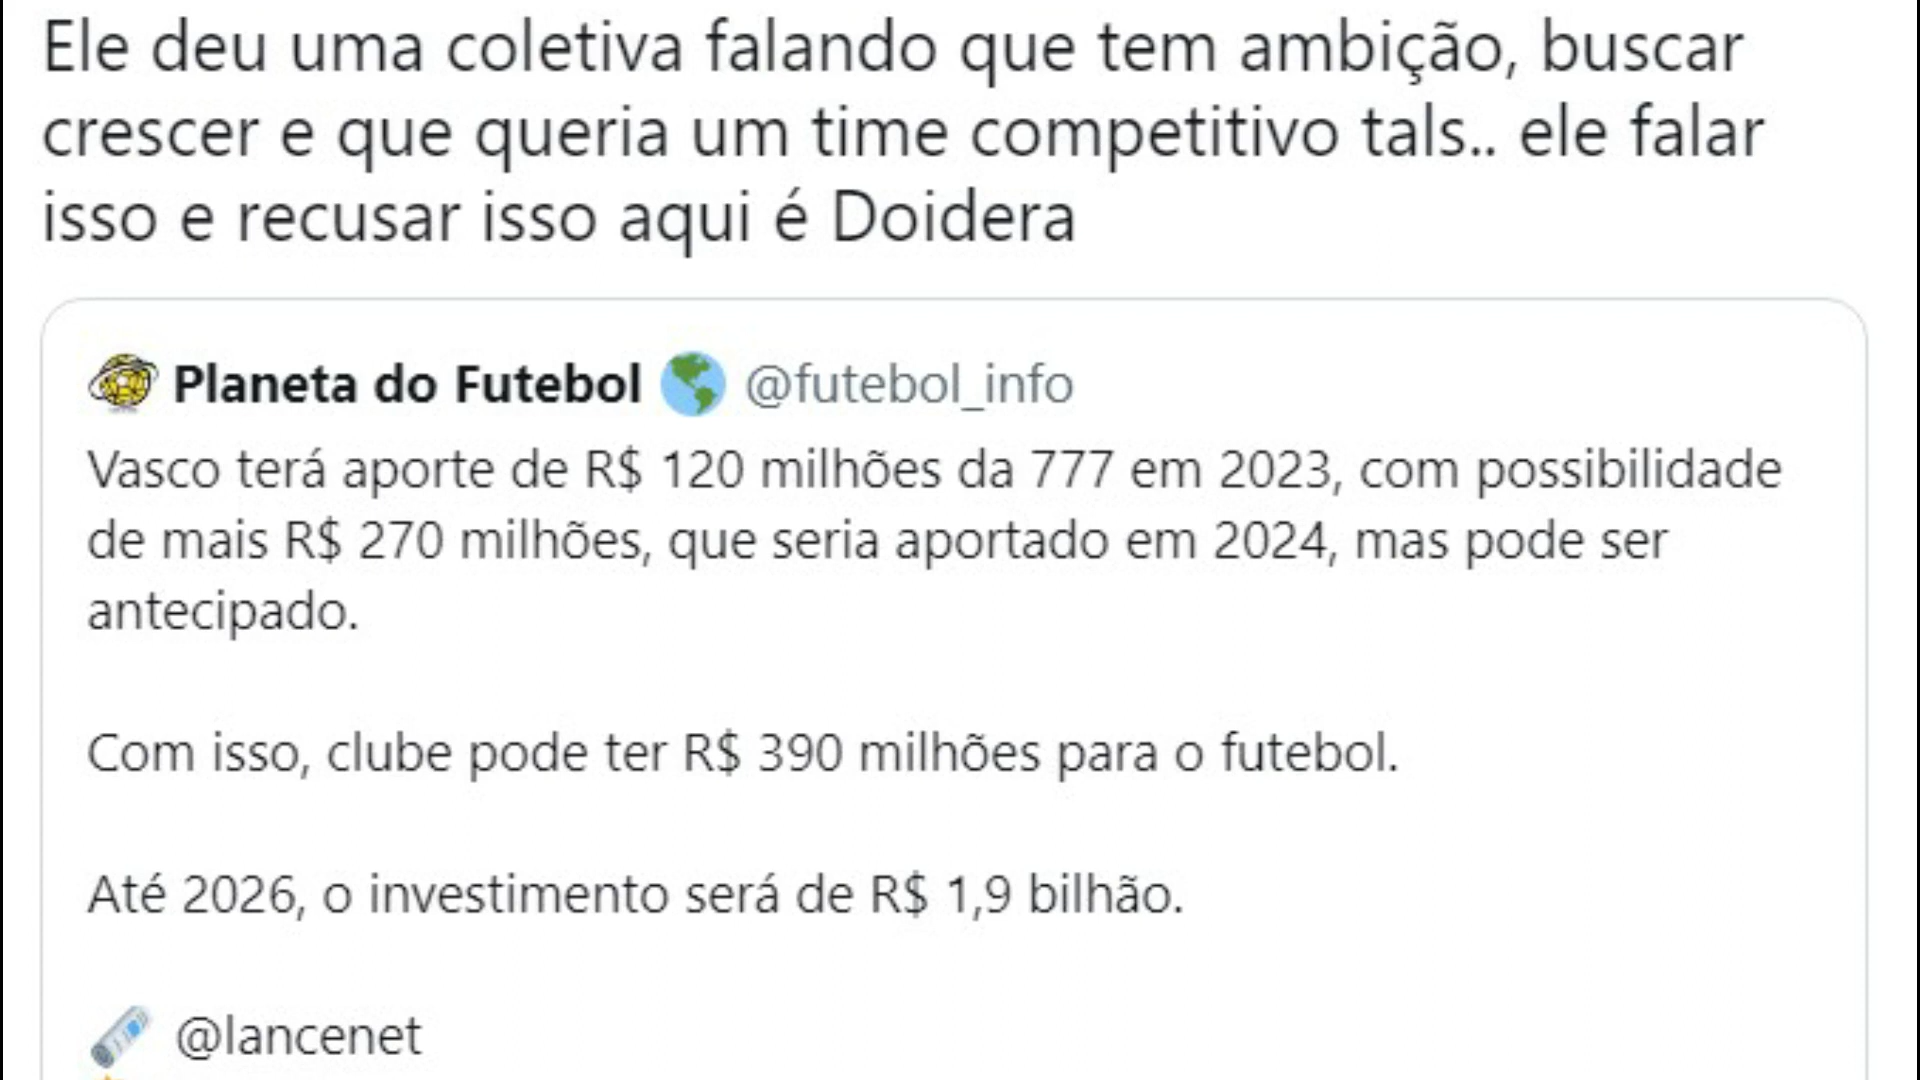 Ele deu uma coletiva falando que tem ambição, buscar
crescer e que queria um time competitivo tals.. ele falar
isso e recusar isso aqui é Doidera
Planeta do Futebol 🌎 @futebol_info
Vasco terá aporte de R$ 120 milhões da 777 em 2023, com possibilidade
de mais R$ 270 milhões, que seria aportado em 2024, mas pode ser
antecipado.
Com isso, clube pode ter R$ 390 milhões para o futebol.
Até 2026, o investimento será de R$ 1,9 bilhão.
🗞 @lancenet